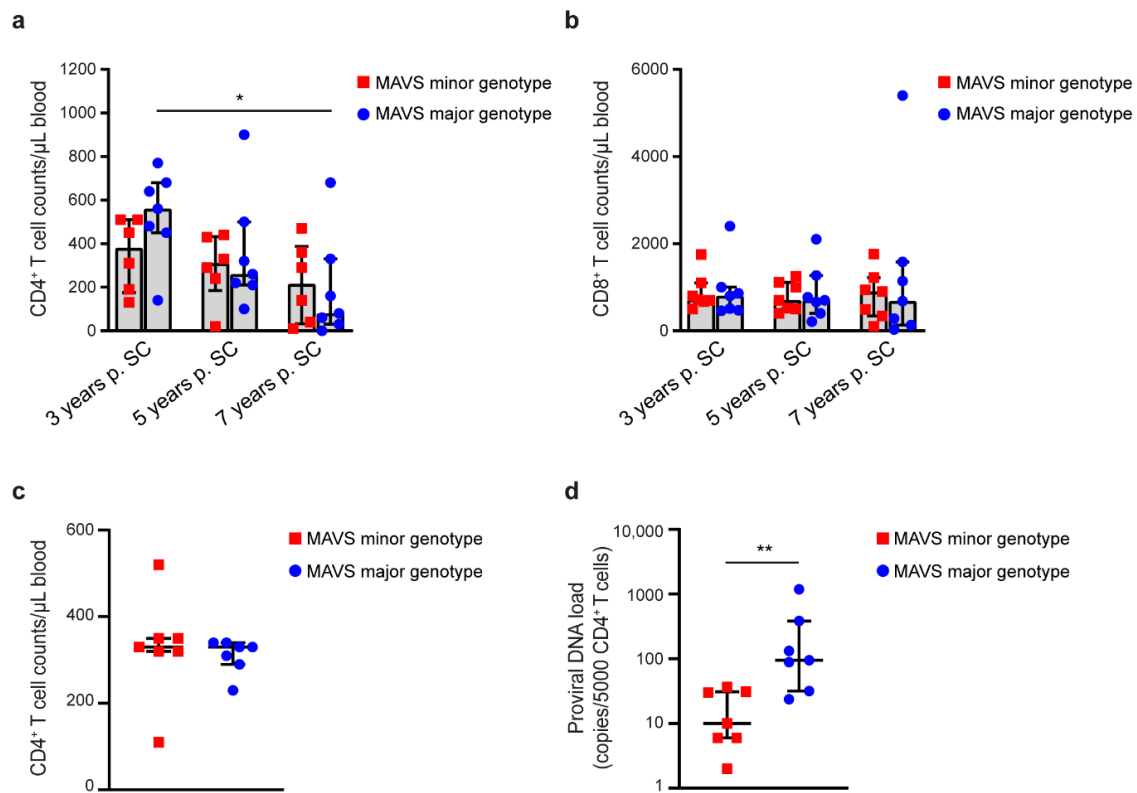 a
CD4⁺ T cell counts/µL blood
1200
1000
800
600
400
200
0
*
MAVS minor genotype
MAVS major genotype
3 years p. SC
5 years p. SC
7 years p. SC
b
CD8⁺ T cell counts/µL blood
6000
4000
2000
0
MAVS minor genotype
MAVS major genotype
3 years p. SC
5 years p. SC
7 years p. SC
c
CD4⁺ T cell counts/µL blood
600
400
200
0
MAVS minor genotype
MAVS major genotype
d
Proviral DNA load
(copies/5000 CD4⁺ T cells)
10,000
1000
100
10
1
**
MAVS minor genotype
MAVS major genotype